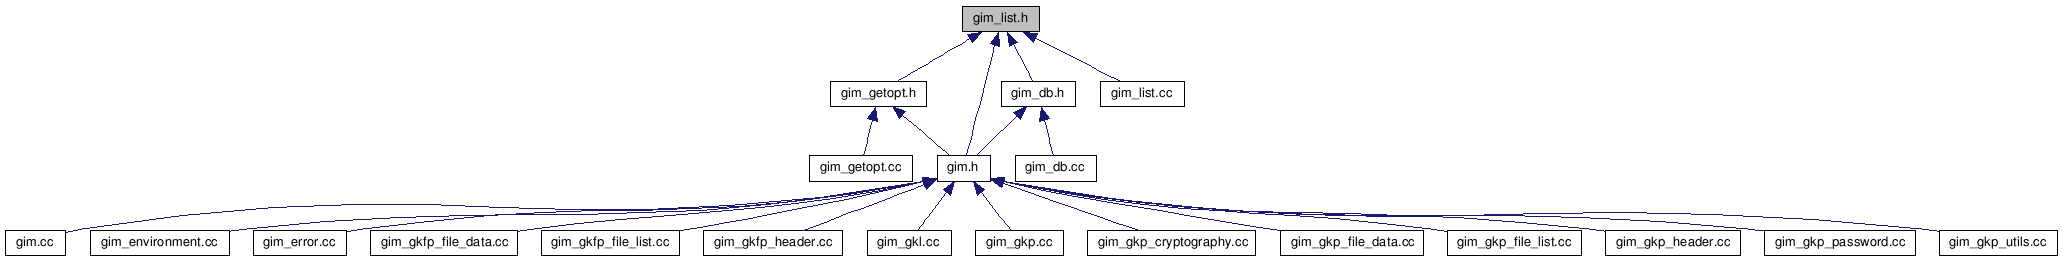 gim_list.h
gim_getopt.h
gim_db.h
gim_list.cc
gim_getopt.cc
gim.h
gim_db.cc
gim.cc
gim_environment.cc
gim_error.cc
gim_gkfp_file_data.cc
gim_gkfp_file_list.cc
gim_gkfp_header.cc
gim_gkl.cc
gim_gkp.cc
gim_gkp_cryptography.cc
gim_gkp_file_data.cc
gim_gkp_file_list.cc
gim_gkp_header.cc
gim_gkp_password.cc
gim_gkp_utils.cc